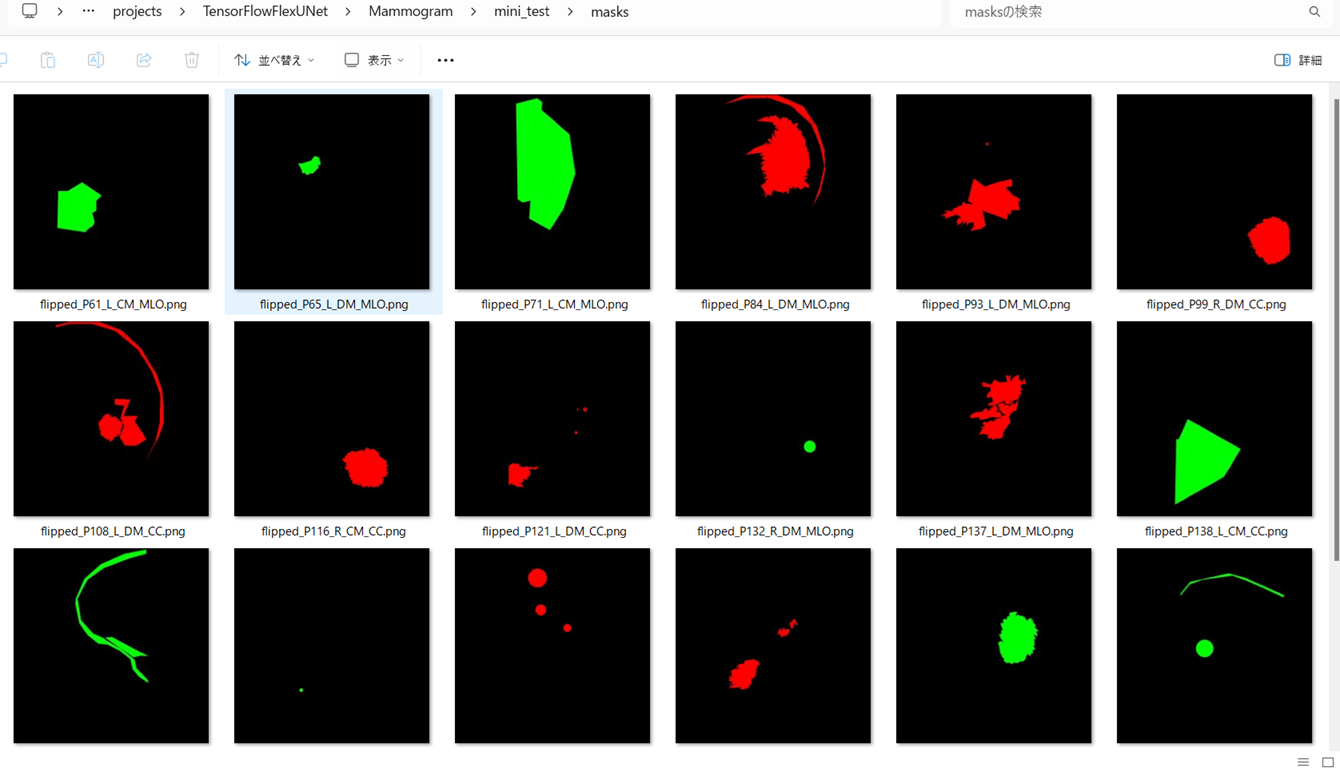 … projects TensorFlowFlexUNet Mammogram mini_test masks
masksの検索
並べ替え 表示 詳細
flipped_P61_L_CM_MLO.png flipped_P65_L_DM_MLO.png flipped_P71_L_CM_MLO.png flipped_P84_L_DM_MLO.png flipped_P93_L_DM_MLO.png flipped_P99_R_DM_CC.png
flipped_P108_L_DM_CC.png flipped_P116_R_CM_CC.png flipped_P121_L_DM_CC.png flipped_P132_R_DM_MLO.png flipped_P137_L_DM_MLO.png flipped_P138_L_CM_CC.png